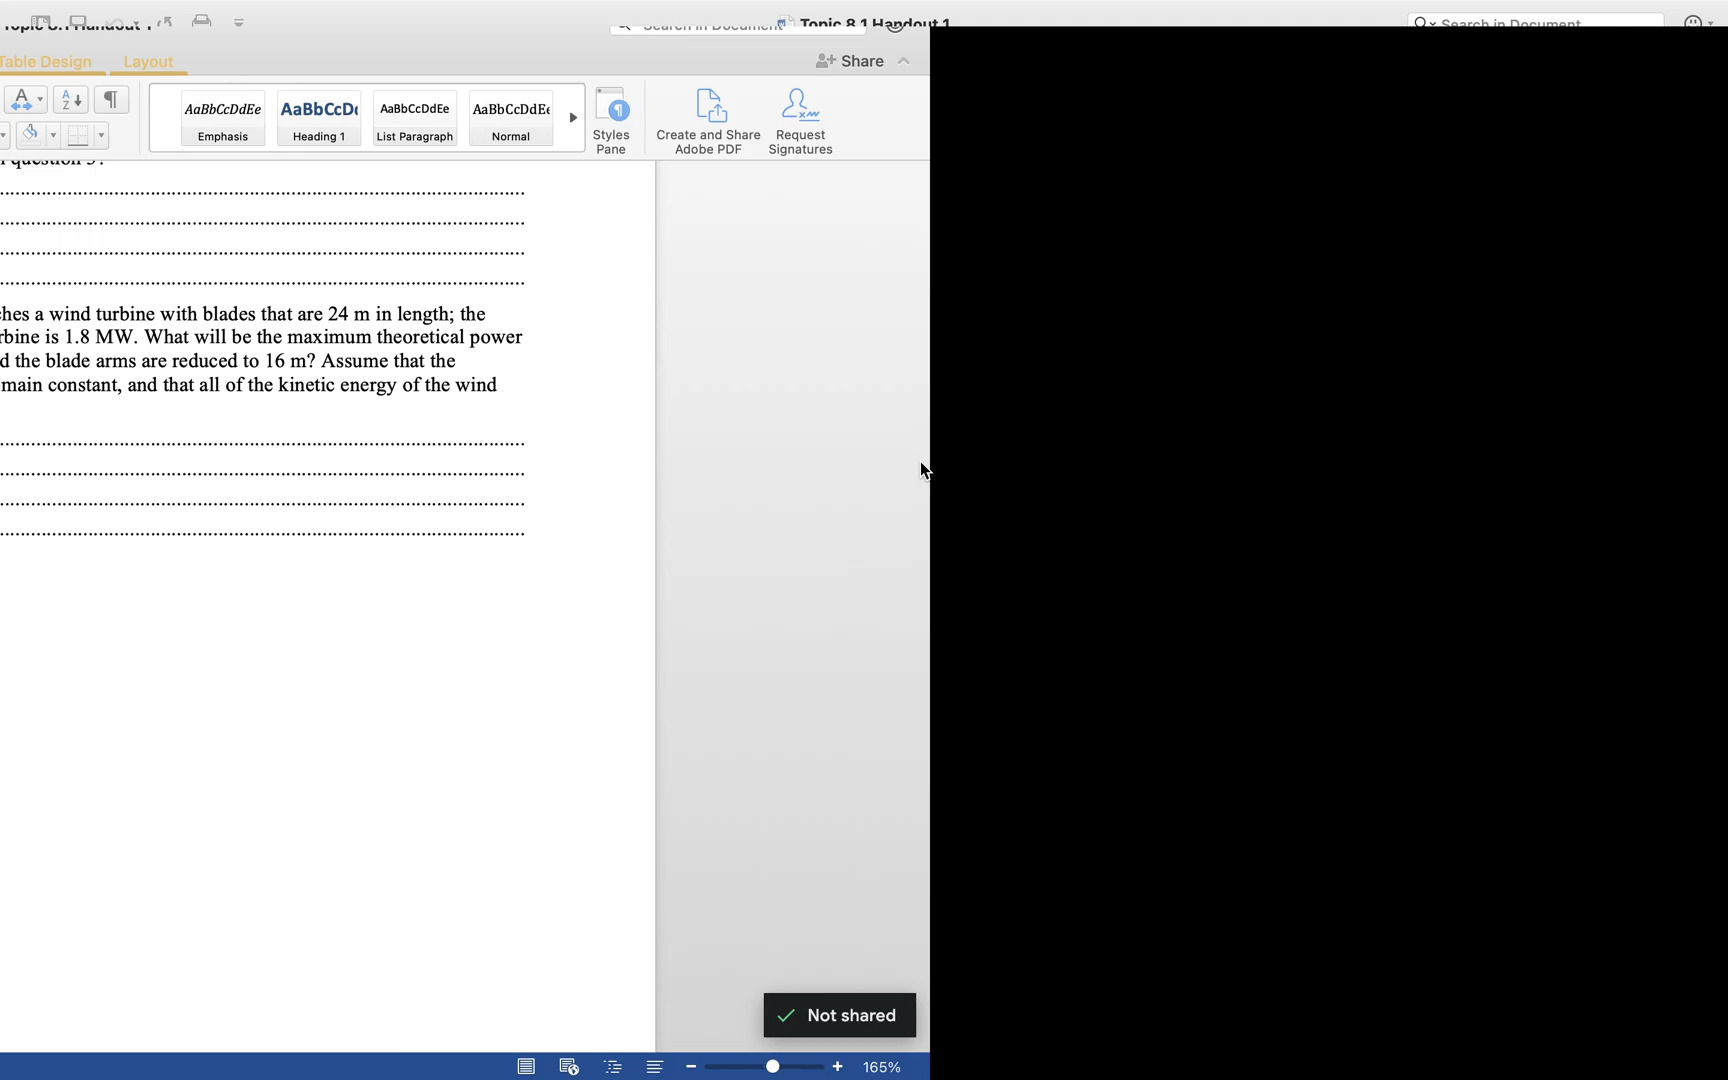 Topic 8.1 Handout 1
Search in Document
Topic 8.1 Handout 1
Search in Document
Table Design
Layout
Share
AaBbCcDdEe
AaBbCcDc
AaBbCcDdEe
AaBbCcDdEe
Emphasis
Heading 1
List Paragraph
Normal
Styles
Pane
Create and Share
Adobe PDF
Request
Signatures
question 3?
ches a wind turbine with blades that are 24 m in length; the
rbine is 1.8 MW. What will be the maximum theoretical power
d the blade arms are reduced to 16 m? Assume that the
main constant, and that all of the kinetic energy of the wind
Not shared
165%